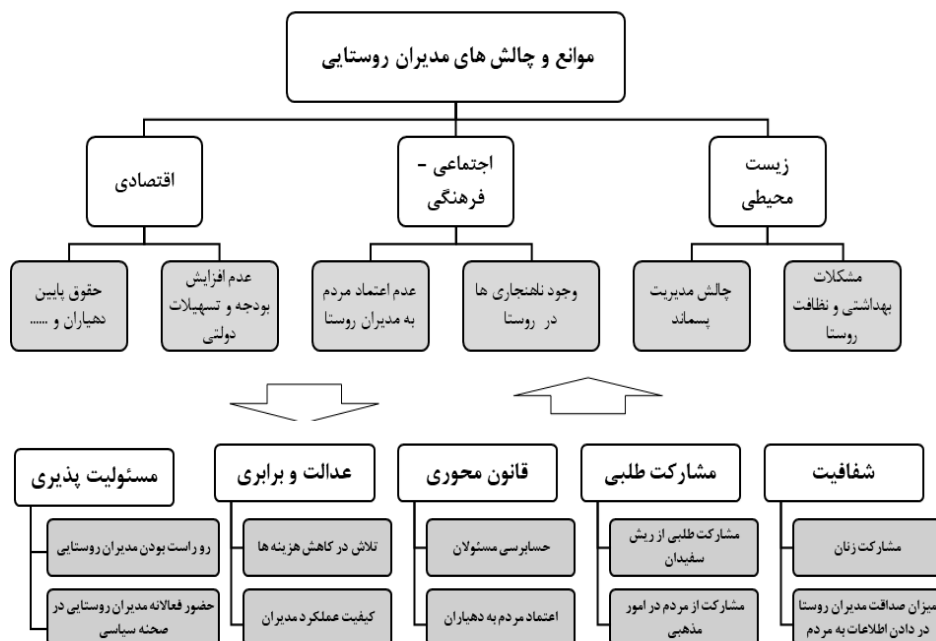 موانع و چالش های مدیران روستایی
زیست
محیطی
اجتماعی -
فرهنگی
اقتصادی
مشکلات
بهداشتی و نظافت
روستا
چالش مدیریت
پسماند
وجود ناهنجاری ها
در روستا
عدم اعتماد مردم
به مدیران روستا
عدم افزایش
بودجه و تسهیلات
دولتی
حقوق پایین
دهیاران و ......
شفافیت
مشارکت زنان
میزان صداقت مدیران روستا
در دادن اطلاعات به مردم
مشارکت طلبی
مشارکت طلبی از ریش
سفیدان
مشارکت از مردم در امور
مذهبی
قانون محوری
حسابرسی مسئولان
اعتماد مردم به دهیاران
عدالت و برابری
تلاش در کاهش هزینه ها
کیفیت عملکرد مدیران
مسئولیت پذیری
رو راست بودن مدیران روستایی
حضور فعالانه مدیران روستایی در
صحنه سیاسی